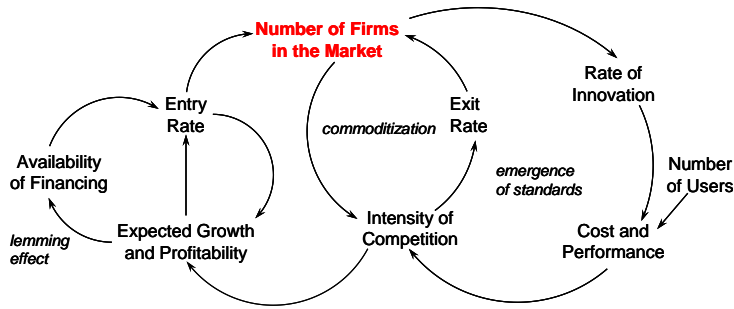 Number of Firms
in the Market
Rate of
Innovation
Entry
Rate
commoditization
Exit
Rate
Availability
of Financing
emergence
of standards
Number
of Users
lemming
effect
Expected Growth
and Profitability
Intensity of
Competition
Cost and
Performance